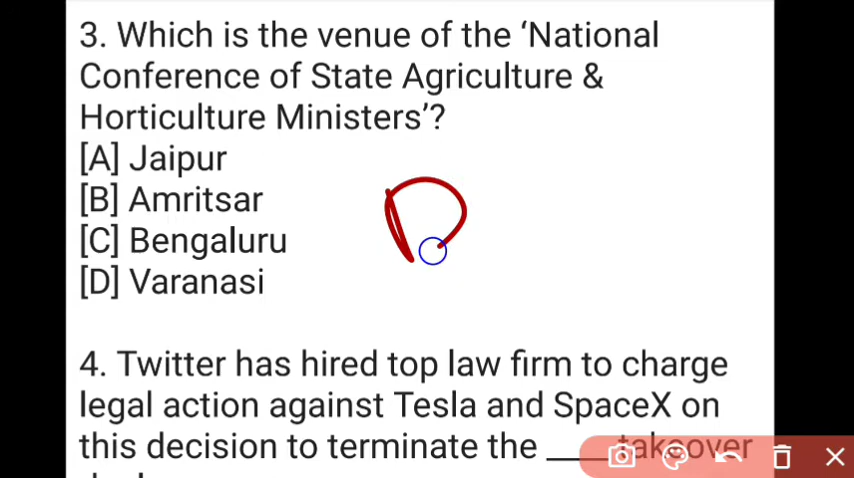 3. Which is the venue of the ‘National
Conference of State Agriculture &
Horticulture Ministers’?
[A] Jaipur
[B] Amritsar
[C] Bengaluru
[D] Varanasi
4. Twitter has hired top law firm to charge
legal action against Tesla and SpaceX on
this decision to terminate the ____takeover